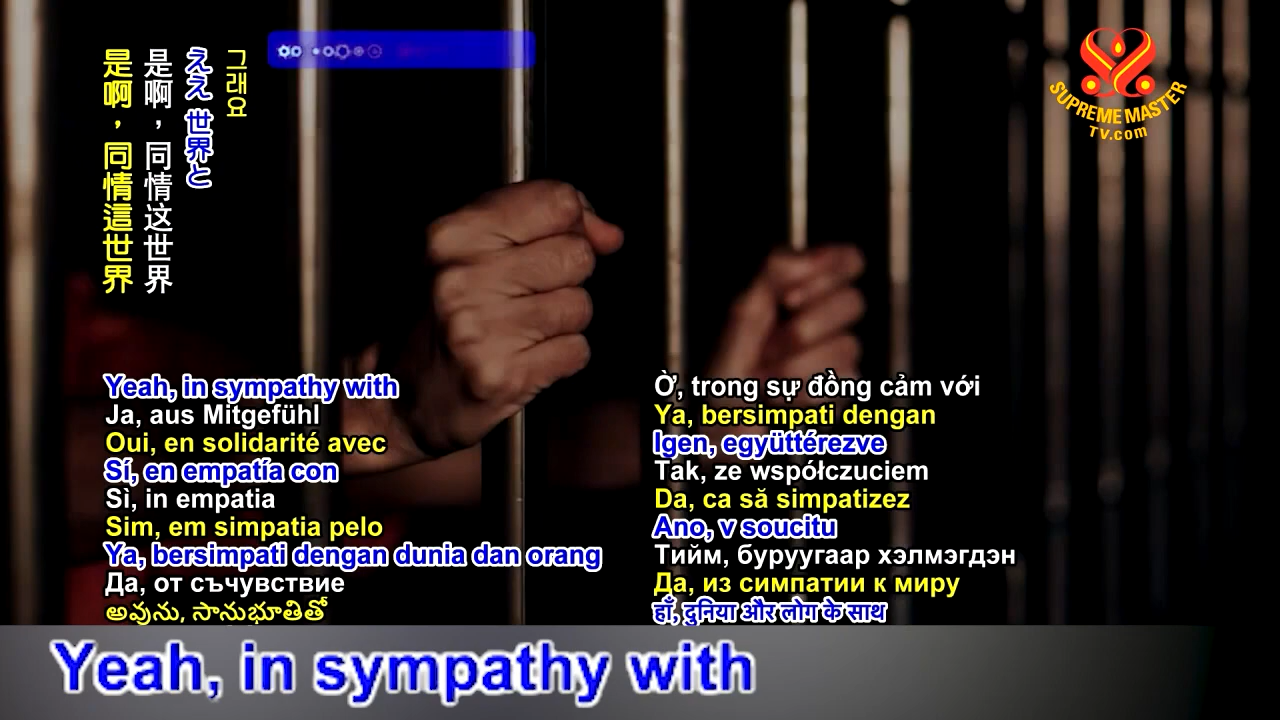 그래요
ええ 世界と
是啊，同情这世界
是啊，同情這世界
SUPREME MASTER
TV.com
Yeah, in sympathy with
Ja, aus Mitgefühl
Oui, en solidarité avec
Sí, en empatía con
Sì, in empatia
Sim, em simpatia pelo
Ya, bersimpati dengan dunia dan orang
Да, от съчувствие
అవును, సానుభూతితో
Ờ, trong sự đồng cảm với
Ya, bersimpati dengan
Igen, együttérezve
Tak, ze współczuciem
Da, ca să simpatizez
Ano, v soucitu
Тийм, буруугаар хэлмэгдэн
Да, из симпатии к миру
हाँ, दुनिया और लोग के साथ
Yeah, in sympathy with